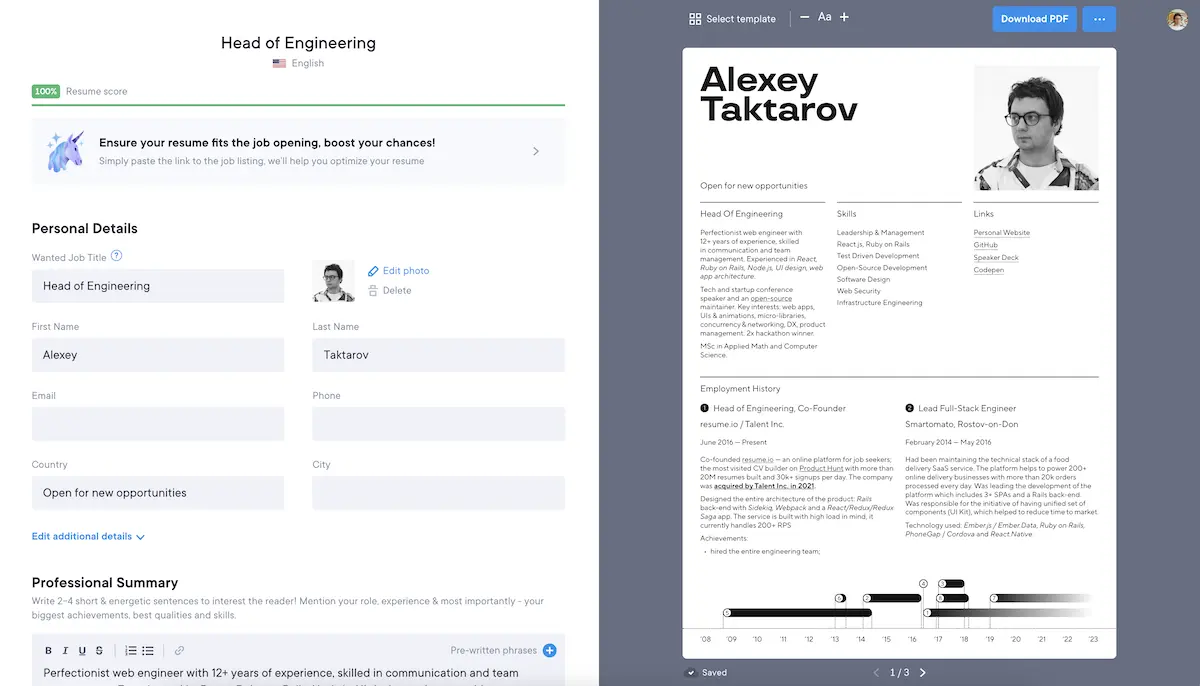 Head of Engineering
English
100% Resume score
Ensure your resume fits the job opening, boost your chances!
Simply paste the link to the job listing, we'll help you optimize your resume
Personal Details
Wanted Job Title ?
Head of Engineering
Edit photo
Delete
First Name
Last Name
Alexey
Taktarov
Email
Phone
Country
City
Open for new opportunities
Edit additional details
Professional Summary
Write 2-4 short & energetic sentences to interest the reader! Mention your role, experience & most importantly - your
biggest achievements, best qualities and skills.
B I U S
Pre-written phrases
Perfectionist web engineer with 12+ years of experience, skilled in communication and team
Select template
Aa
Download PDF
Alexey
Taktarov
Open for new opportunities
Head Of Engineering
Perfectionist web engineer with
12+ years of experience, skilled
in communication and team
management. Experienced in React,
Ruby on Rails, Node.js, UI design, web
app architecture.
Tech and startup conference
speaker and an open-source
maintainer. Key interests: web apps,
UIs & animations, micro-libraries,
concurrency & networking, DX, product
management. 2x hackathon winner.
MSc in Applied Math and Computer
Science.
Skills
Leadership & Management
React.js, Ruby on Rails
Test Driven Development
Open-Source Development
Software Design
Web Security
Infrastructure Engineering
Links
Personal Website
GitHub
Speaker Deck
Codepen
Employment History
1 Head of Engineering, Co-Founder
resume.io / Talent Inc.
June 2016 — Present
Co-founded resume.io — an online platform for job seekers;
the most visited CV builder on Product Hunt with more than
20M resumes built and 30k+ signups per day. The company
was acquired by Talent Inc. in 2021.
Designed the entire architecture of the product: Rails
back-end with Sidekiq, Webpack and a React/Redux/Redux
Saga app. The service is built with high load in mind, it
currently handles 200+ RPS
Achievements:
• hired the entire engineering team;
2 Lead Full-Stack Engineer
Smartomato, Rostov-on-Don
February 2014 — May 2016
Had been maintaining the technical stack of a food
delivery SaaS service. The platform helps to power 200+
online delivery businesses with more than 20k orders
processed every day. Was leading the development of the
platform which includes 3+ SPAs and a Rails back-end.
Was responsible for the initiative of having unified set of
components (UI Kit), which helped to reduce time to market.
Technology used: Ember.js / Ember.Data, Ruby on Rails,
PhoneGap / Cordova and React Native.
'08 '09 '10 '11 '12 '13 '14 '15 '16 '17 '18 '19 '20 '21 '22 '23
Saved
1 / 3